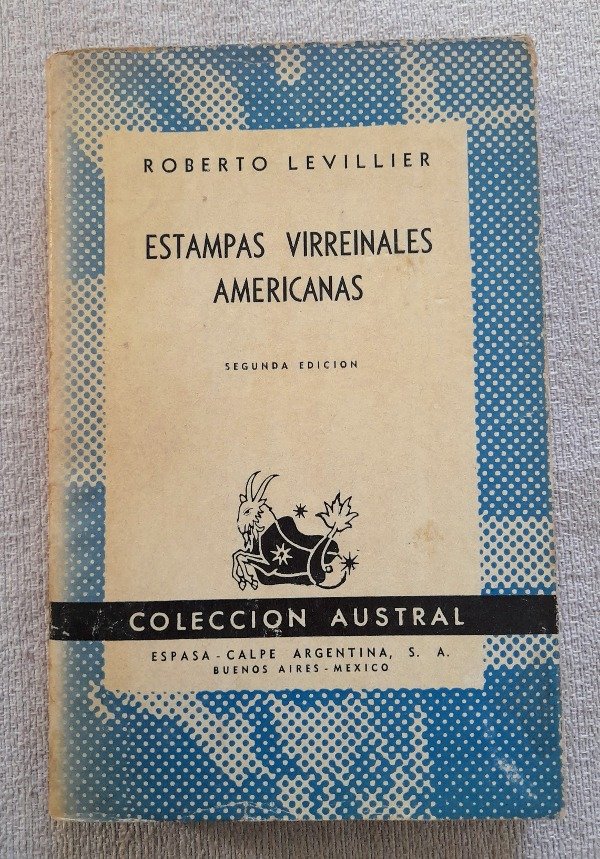 ROBERTO LEVILLIER
ESTAMPAS VIRREINALES
AMERICANAS
SEGUNDA EDICION
COLECCION AUSTRAL
ESPASA-CALPE ARGENTINA, S. A.
BUENOS AIRES-MEXICO